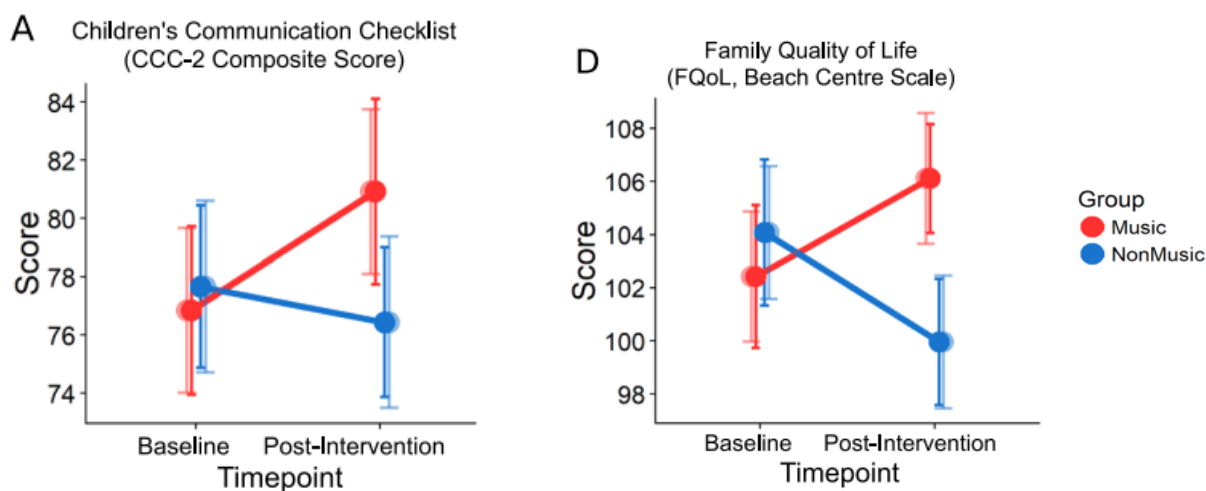 A
Children's Communication Checklist
(CCC-2 Composite Score)
84
82
80
78
76
74
Score
Baseline
Post-Intervention
Timepoint
D
Family Quality of Life
(FQoL, Beach Centre Scale)
108
106
104
102
100
98
Score
Baseline
Post-Intervention
Timepoint
Group
Music
NonMusic